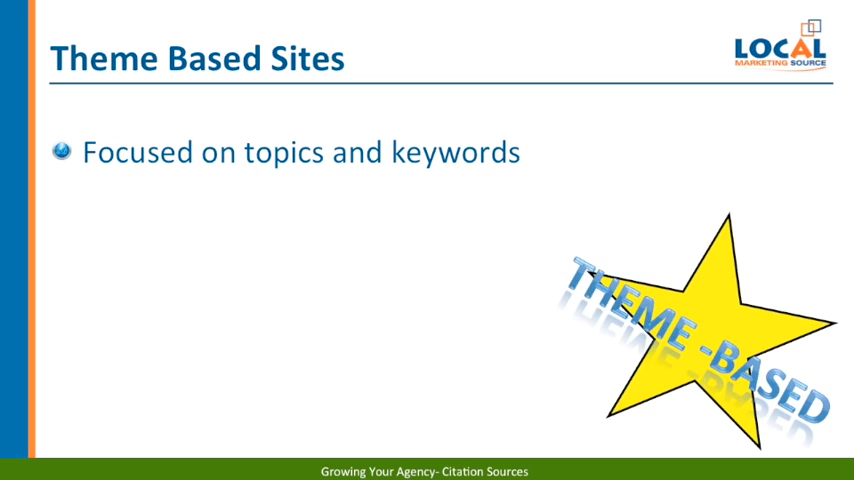 Theme Based Sites
LOCAL
MARKETING SOURCE
Focused on topics and keywords
THEME -BASED
Growing Your Agency- Citation Sources